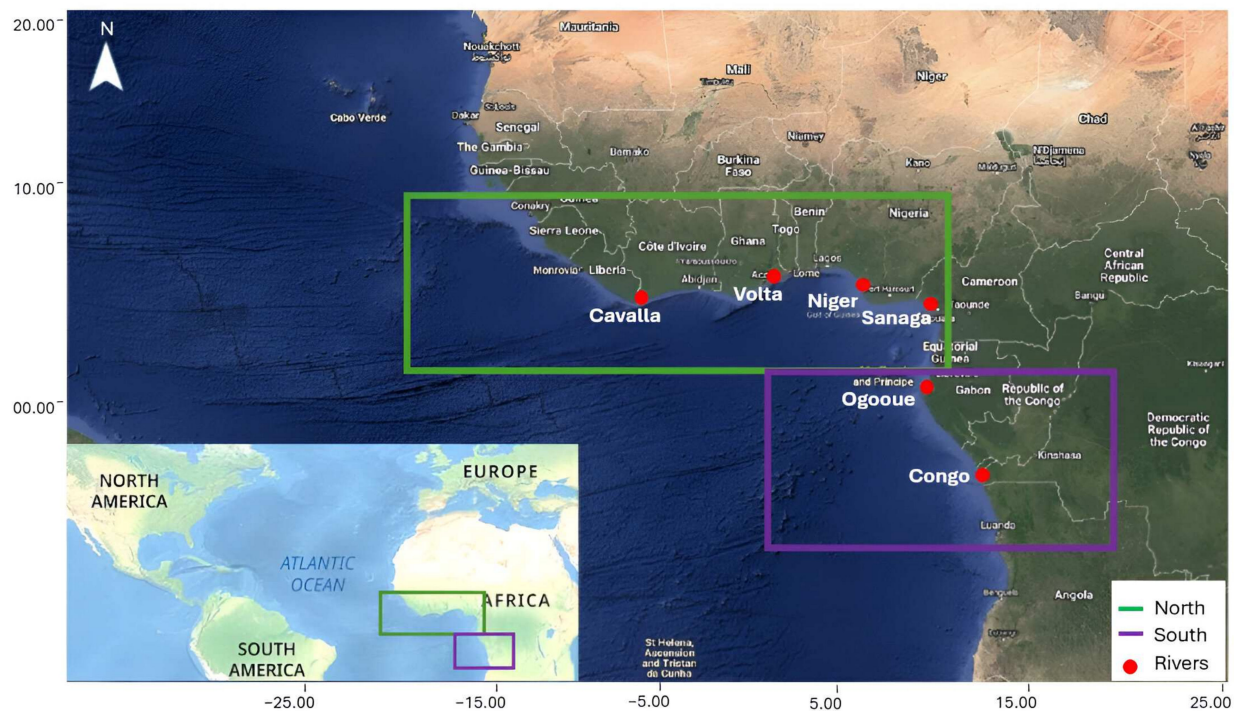 20.00
N
Mauritania
Nouakchott
Mali
Niger
Cabo Verde
Dakar
St-Louis
Senegal
Chad
The Gambia
Bamako
Niamey
N'Djamena
Guinea-Bissau
Burkina
Faso
Kano
Maiduguri
10.00
Conakry
Guinea
Benin
Nigeria
Sierra Leone
Togo
Ghana
Côte d'Ivoire
Central
African
Republic
Lagos
Monrovia
Liberia
Abidjan
Lome
Cameroon
Bangui
Cavalla
Volta
Niger
Sanaga
Gulf of Guinea
Equatorial
Guinea
and Principe
Gabon
Republic of
the Congo
Ogooue
00.00
Democratic
Republic of
the Congo
Kinshasa
Congo
Luanda
Angola
St Helena,
Ascension
and Tristan
da Cunha
NORTH
AMERICA
EUROPE
ATLANTIC
OCEAN
AFRICA
SOUTH
AMERICA
North
South
Rivers
−25.00
−15.00
−5.00
5.00
15.00
25.00